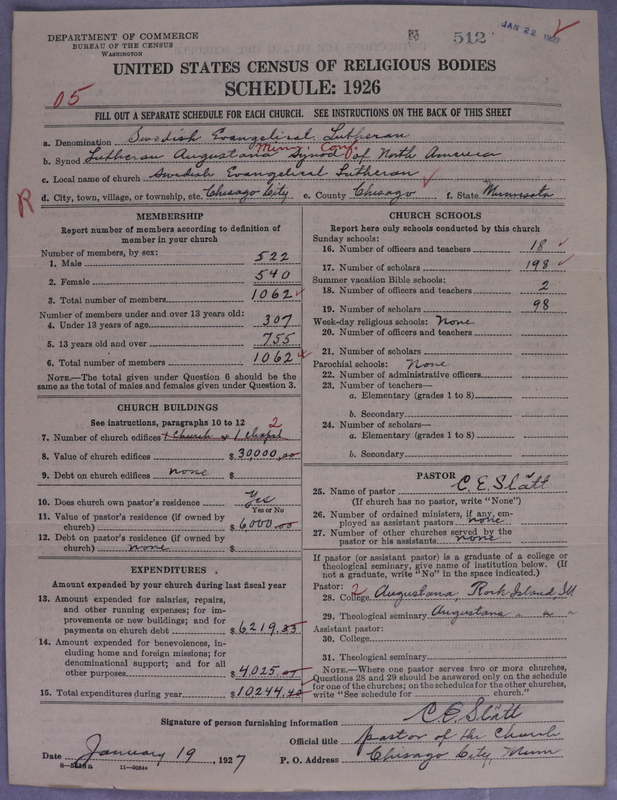 DEPARTMENT OF COMMERCE
BUREAU OF THE CENSUS
WASHINGTON
512
JAN 22 1927
UNITED STATES CENSUS OF RELIGIOUS BODIES
SCHEDULE: 1926
05
FILL OUT A SEPARATE SCHEDULE FOR EACH CHURCH. SEE INSTRUCTIONS ON THE BACK OF THIS SHEET
a. Denomination Swedish Evangelical Lutheran
Minn. Conf.
b. Synod Lutheran Augustana Synod of North America
c. Local name of church Swedish Evangelical Lutheran
d. City, town, village, or township, etc. Chisago City e. County Chisago f. State Minnesota
R
MEMBERSHIP
Report number of members according to definition of
member in your church
Number of members, by sex:
1. Male 522
2. Female 540
3. Total number of members 1062
Number of members under and over 13 years old:
4. Under 13 years of age 307
5. 13 years old and over 755
6. Total number of members 1062
NOTE.—The total given under Question 6 should be the
same as the total of males and females given under Question 3.
CHURCH BUILDINGS
See instructions, paragraphs 10 to 12 2
7. Number of church edifices 1 Church & 1 Chapel
8. Value of church edifices $30,000.00
9. Debt on church edifices none $
10. Does church own pastor's residence Yes
Yes or No
11. Value of pastor's residence (if owned by
church) $6000.00
12. Debt on pastor's residence (if owned by
church) none $
EXPENDITURES
Amount expended by your church during last fiscal year
13. Amount expended for salaries, repairs,
and other running expenses; for im-
provements or new buildings; and for
payments on church debt $6219.35
14. Amount expended for benevolences, in-
cluding home and foreign missions; for
denominational support; and for all
other purposes $4025.05
15. Total expenditures during year $10244.40
CHURCH SCHOOLS
Report here only schools conducted by this church
Sunday schools:
16. Number of officers and teachers 18
17. Number of scholars 198
Summer vacation Bible schools:
18. Number of officers and teachers 2
19. Number of scholars 98
Week-day religious schools: None
20. Number of officers and teachers
21. Number of scholars
Parochial schools: None
22. Number of administrative officers
23. Number of teachers—
a. Elementary (grades 1 to 8)
b. Secondary
24. Number of scholars—
a. Elementary (grades 1 to 8)
b. Secondary
PASTOR
25. Name of pastor C. E. Slätt
(If church has no pastor, write "None")
26. Number of ordained ministers, if any, em-
ployed as assistant pastors none
27. Number of other churches served by the
pastor or his assistants none
If pastor (or assistant pastor) is a graduate of a college or
theological seminary, give name of institution below. (If
not a graduate, write "No" in the space indicated.)
Pastor: 2
28. College Augustana, Rock Island Ill
29. Theological seminary Augustana " " "
Assistant pastor:
30. College
31. Theological seminary
NOTE.—Where one pastor serves two or more churches,
Questions 28 and 29 should be answered only on the schedule
for one of the churches; on the schedules for the other churches,
write "See schedule for church."
Signature of person furnishing information C. E. Slätt
Official title pastor of the Church
Date January 19, 1927 P. O. Address Chisago City, Minn
11—9034a